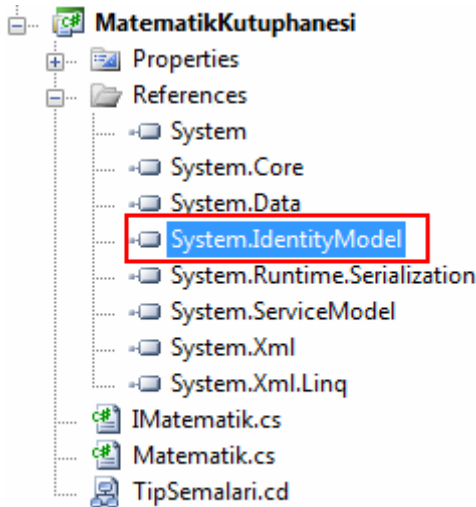 MatematikKutuphanesi
Properties
References
System
System.Core
System.Data
System.IdentityModel
System.Runtime.Serialization
System.ServiceModel
System.Xml
System.Xml.Linq
IMatematik.cs
Matematik.cs
TipSemalari.cd